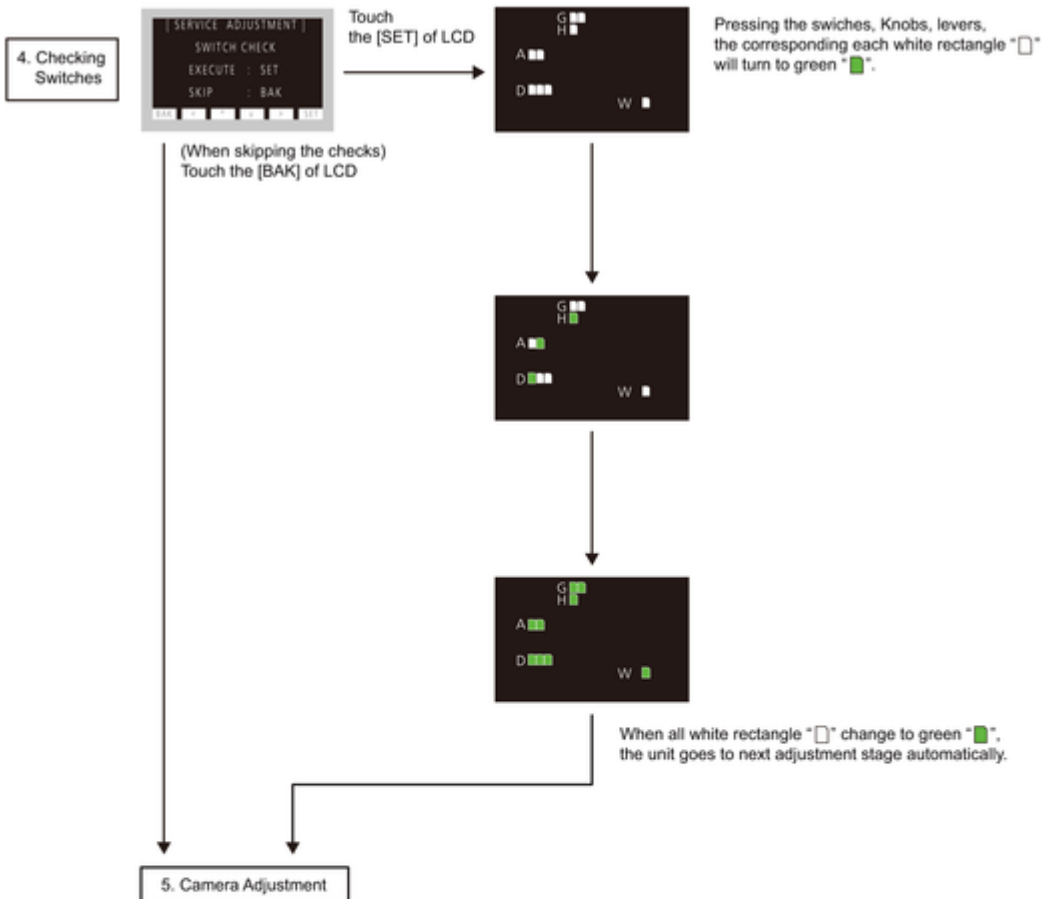 4. Checking
Switches
[ SERVICE ADJUSTMENT ]
SWITCH CHECK
EXECUTE : SET
SKIP : BAK
BAK < ^ v > SET
Touch
the [SET] of LCD
(When skipping the checks)
Touch the [BAK] of LCD
G
H
A
D
W
Pressing the swiches, Knobs, levers,
the corresponding each white rectangle "▯"
will turn to green "▮".
G
H
A
D
W
G
H
A
D
W
When all white rectangle "▯" change to green "▮",
the unit goes to next adjustment stage automatically.
5. Camera Adjustment